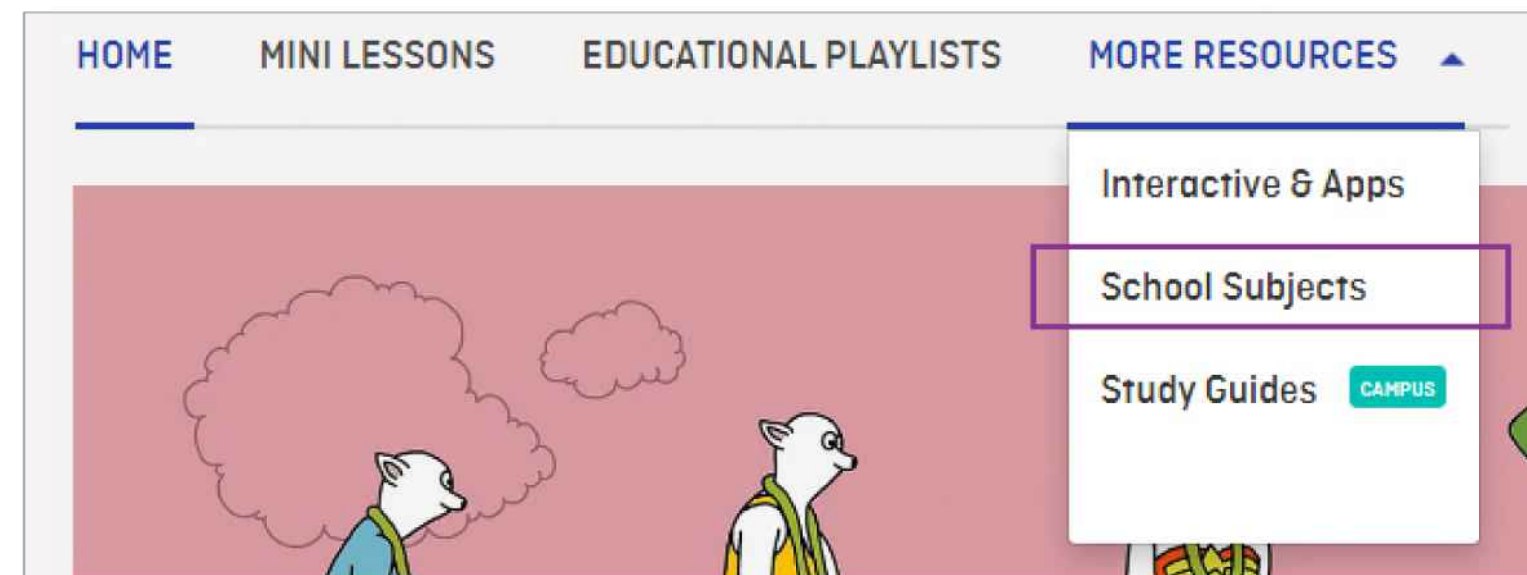 HOME MINI LESSONS EDUCATIONAL PLAYLISTS MORE RESOURCES
Interactive & Apps
School Subjects
Study Guides CAMPUS